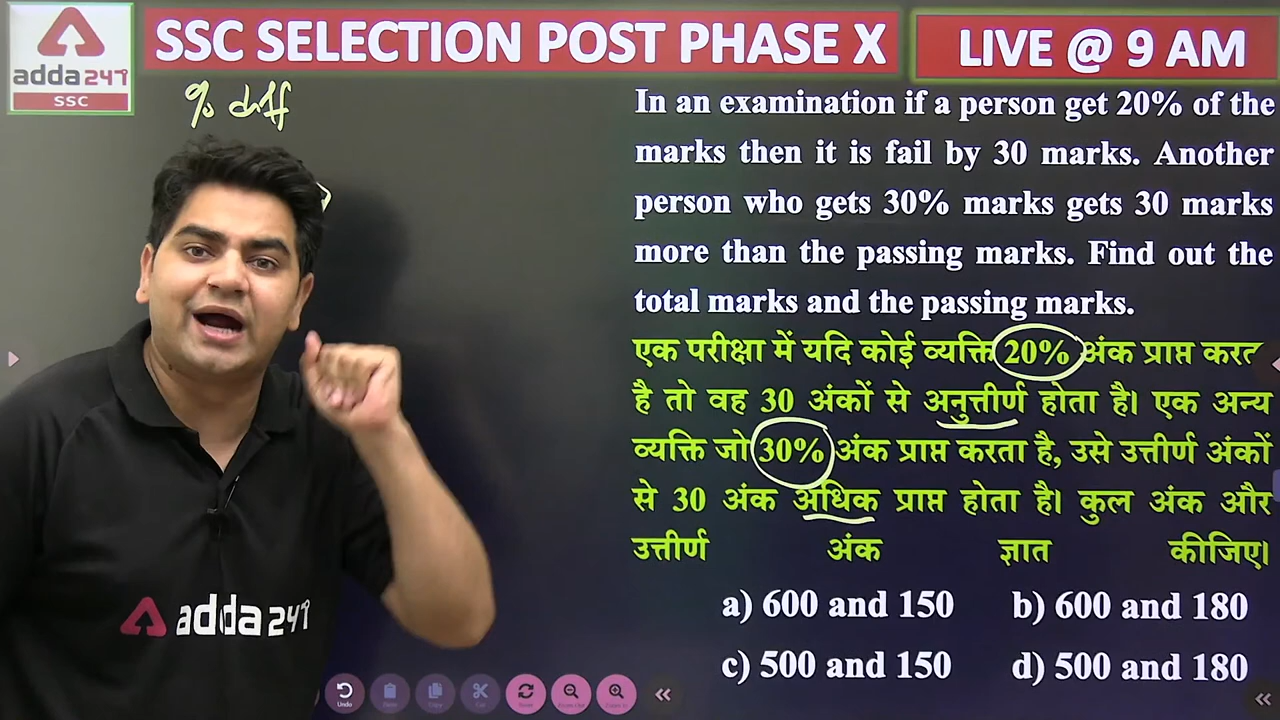 SSC SELECTION POST PHASE X
LIVE @ 9 AM
adda247
SSC
% diff
In an examination if a person get 20% of the
marks then it is fail by 30 marks. Another
person who gets 30% marks gets 30 marks
more than the passing marks. Find out the
total marks and the passing marks.
एक परीक्षा में यदि कोई व्यक्ति 20% अंक प्राप्त करत
है तो वह 30 अंकों से अनुत्तीर्ण होता है। एक अन्य
व्यक्ति जो 30% अंक प्राप्त करता है, उसे उत्तीर्ण अंकों
से 30 अंक अधिक प्राप्त होता है। कुल अंक और
उत्तीर्ण अंक ज्ञात कीजिए।
a) 600 and 150 b) 600 and 180
c) 500 and 150 d) 500 and 180
adda247
Undo